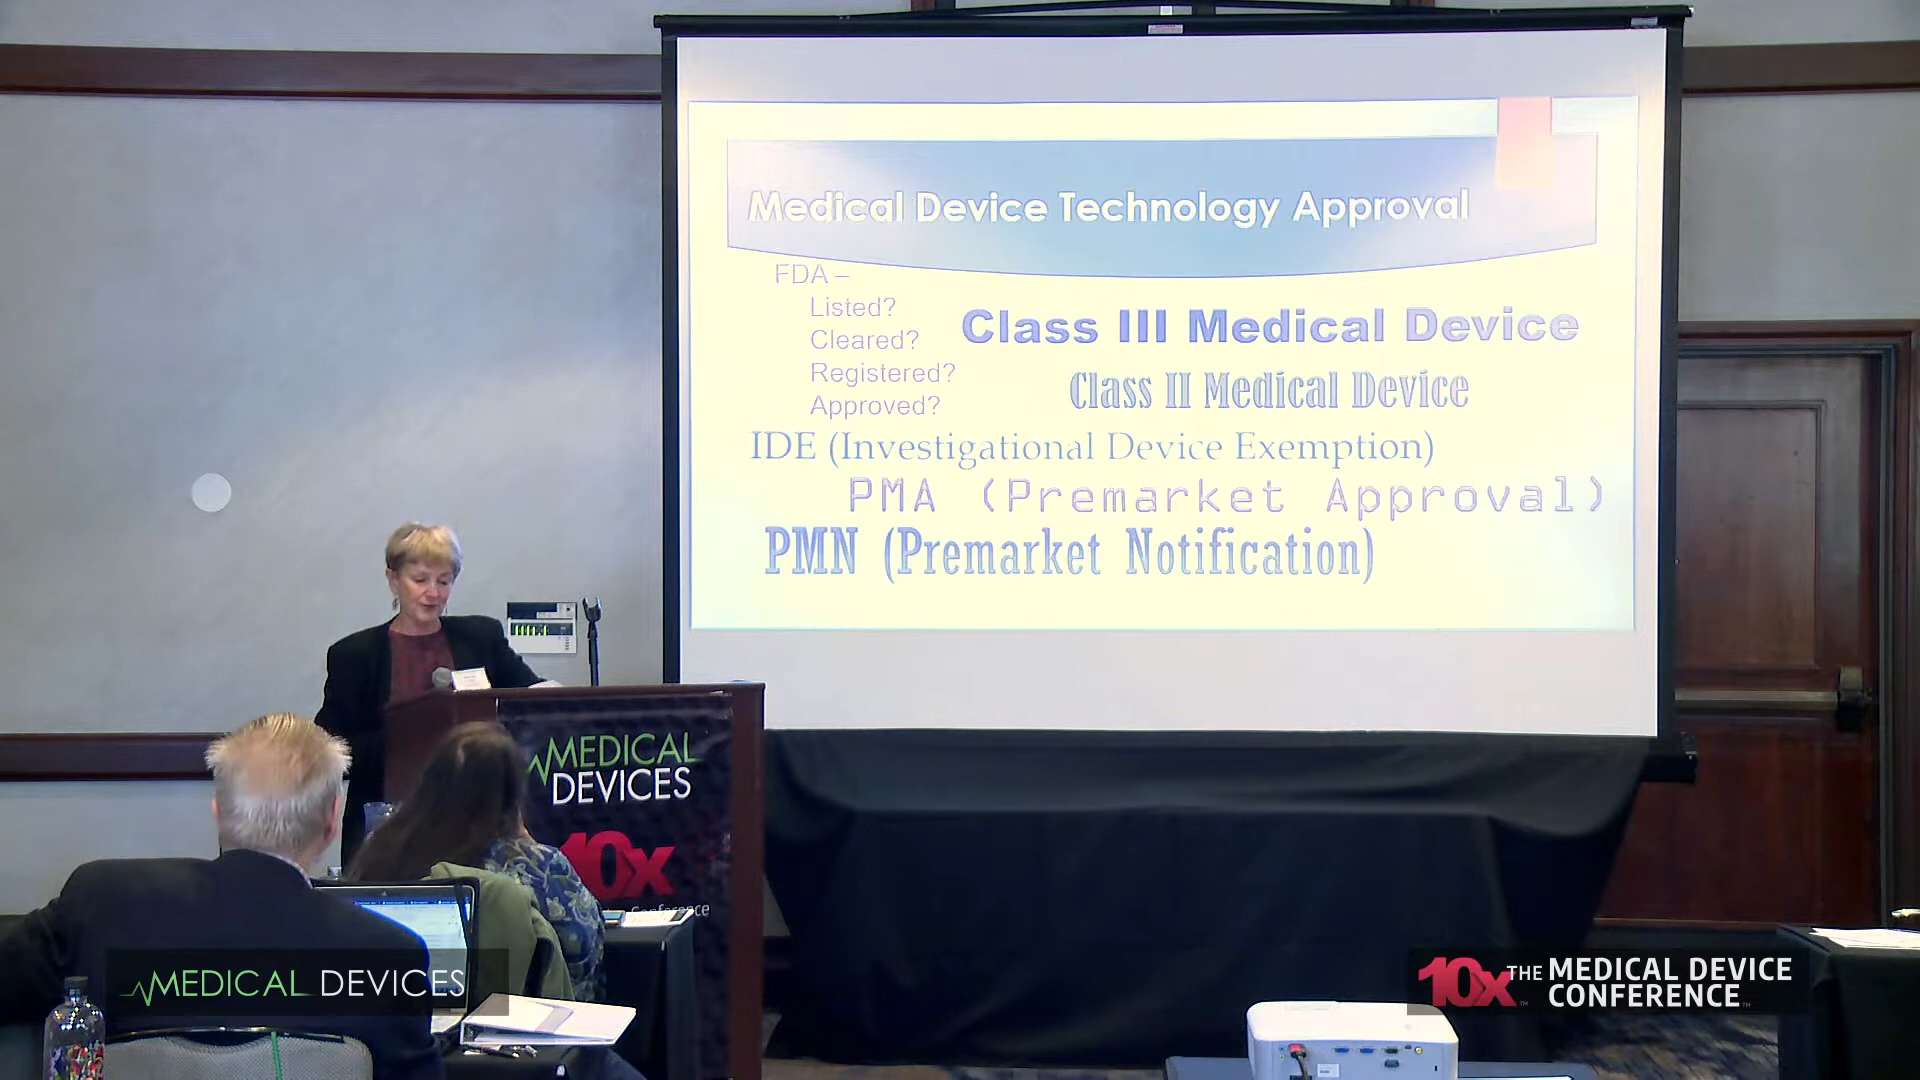 Medical Device Technology Approval
FDA –
Listed?
Cleared?
Registered?
Approved?
Class III Medical Device
Class II Medical Device
IDE (Investigational Device Exemption)
PMA (Premarket Approval)
PMN (Premarket Notification)
MEDICAL
DEVICES
10x
Conference
MEDICAL DEVICES
10x THE MEDICAL DEVICE
CONFERENCE